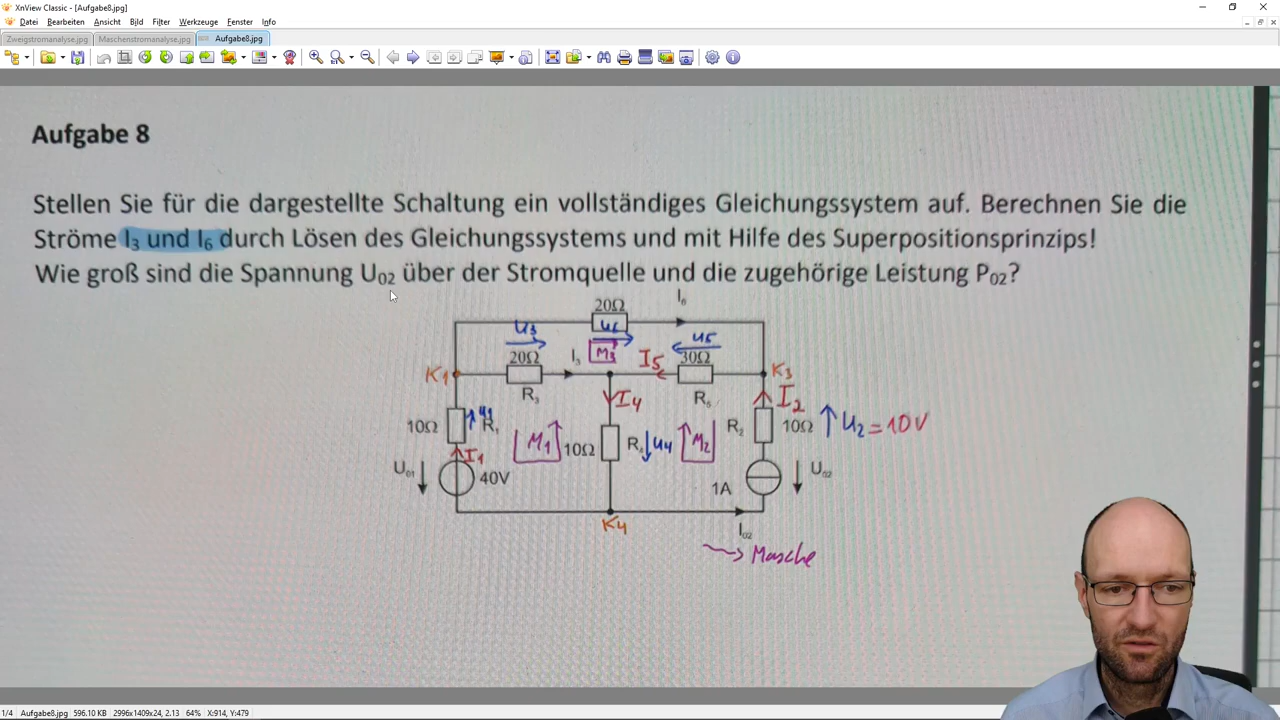 XnView Classic - [Aufgabe8.jpg]
Datei Bearbeiten Ansicht Bild Filter Werkzeuge Fenster Info
Zweigstromanalyse.jpg Maschenstromanalyse.jpg Aufgabe8.jpg
Aufgabe 8
Stellen Sie für die dargestellte Schaltung ein vollständiges Gleichungssystem auf. Berechnen Sie die
Ströme I₃ und I₆ durch Lösen des Gleichungssystems und mit Hilfe des Superpositionsprinzips!
Wie groß sind die Spannung U₀₂ über der Stromquelle und die zugehörige Leistung P₀₂?
20Ω I₆
U3 U6 U5
20Ω I₃ M3 I5 30Ω
K1 K3
R₃ I4 I2
10Ω U1 R₁ M1 10Ω U4 M2 R₂ 10Ω U2 = 10V
I1
U₀₁ 40V 1A U₀₂
K4
I₀₂
Masche
1/4 Aufgabe8.jpg 596.10 KB 2996x1409x24, 2.13 64% X:914, Y:479